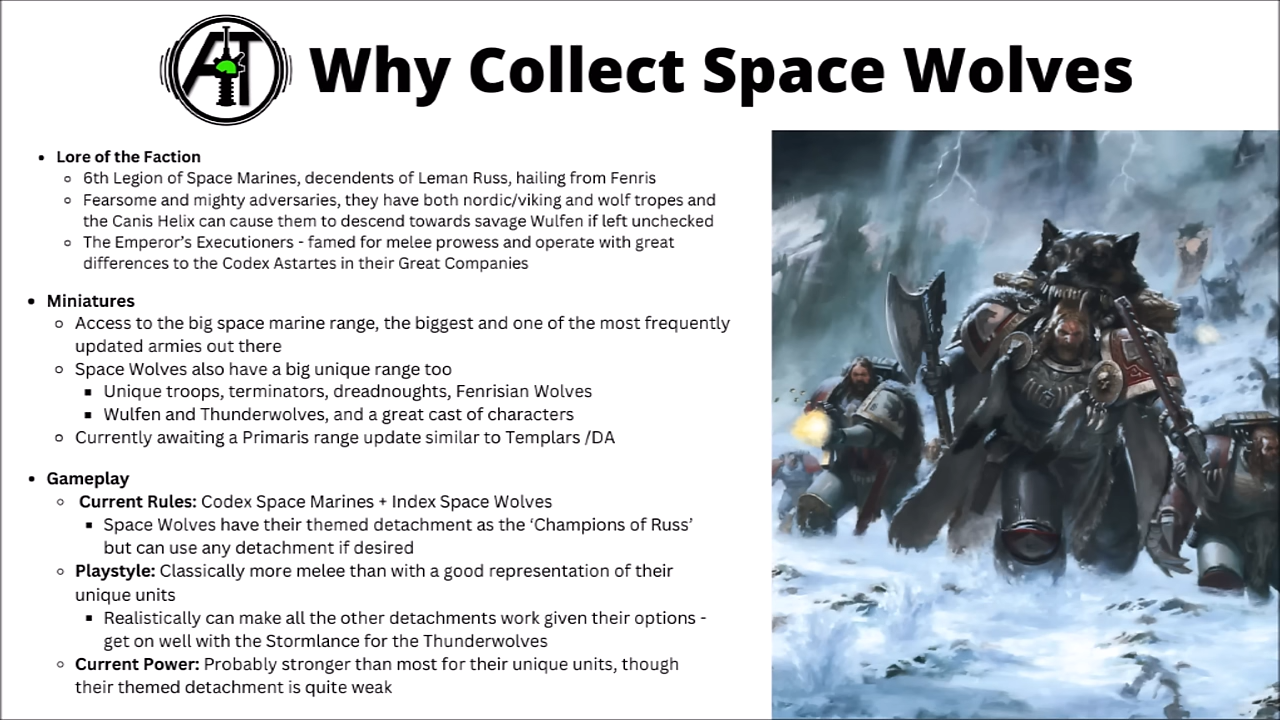 AT Why Collect Space Wolves
• Lore of the Faction
○ 6th Legion of Space Marines, decendents of Leman Russ, hailing from Fenris
○ Fearsome and mighty adversaries, they have both nordic/viking and wolf tropes and
the Canis Helix can cause them to descend towards savage Wulfen if left unchecked
○ The Emperor's Executioners - famed for melee prowess and operate with great
differences to the Codex Astartes in their Great Companies
• Miniatures
○ Access to the big space marine range, the biggest and one of the most frequently
updated armies out there
○ Space Wolves also have a big unique range too
▪ Unique troops, terminators, dreadnoughts, Fenrisian Wolves
▪ Wulfen and Thunderwolves, and a great cast of characters
○ Currently awaiting a Primaris range update similar to Templars /DA
• Gameplay
○ Current Rules: Codex Space Marines + Index Space Wolves
▪ Space Wolves have their themed detachment as the ‘Champions of Russ’
but can use any detachment if desired
○ Playstyle: Classically more melee than with a good representation of their
unique units
▪ Realistically can make all the other detachments work given their options -
get on well with the Stormlance for the Thunderwolves
○ Current Power: Probably stronger than most for their unique units, though
their themed detachment is quite weak